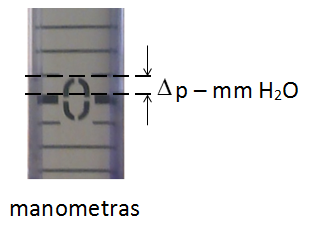 0
Δp – mm H₂O
manometras